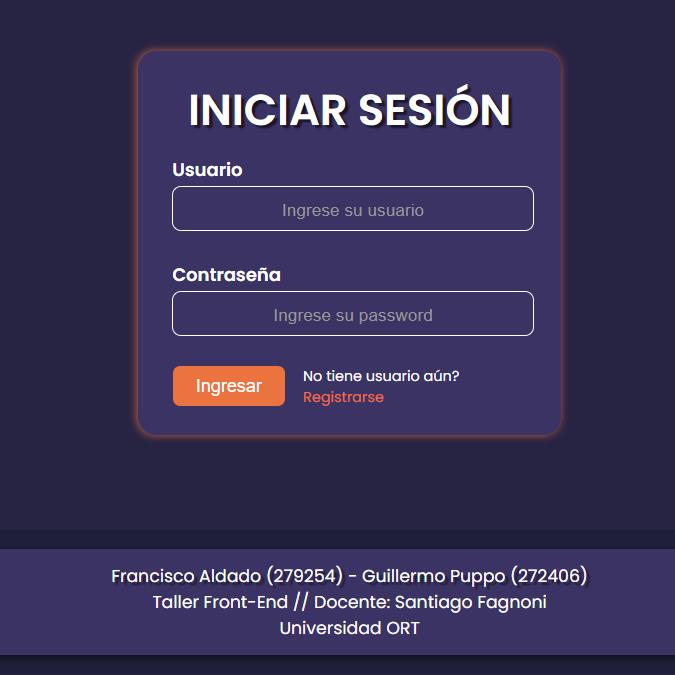 INICIAR SESIÓN
Usuario
Ingrese su usuario
Contraseña
Ingrese su password
Ingresar
No tiene usuario aún?
Registrarse
Francisco Aldado (279254) - Guillermo Puppo (272406)
Taller Front-End // Docente: Santiago Fagnoni
Universidad ORT